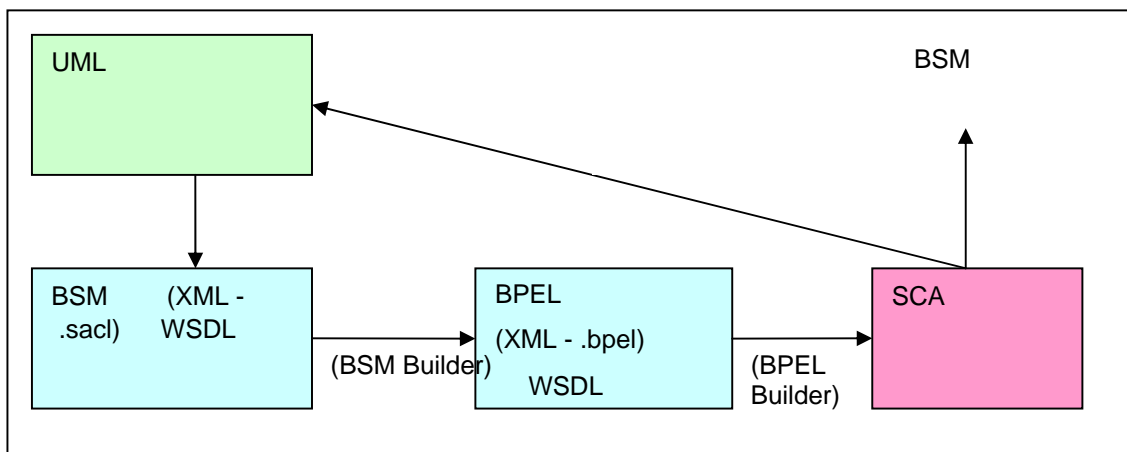 UML
BSM
BSM (XML -
.sacl) WSDL
(BSM Builder)
BPEL
(XML - .bpel)
WSDL
(BPEL
Builder)
SCA